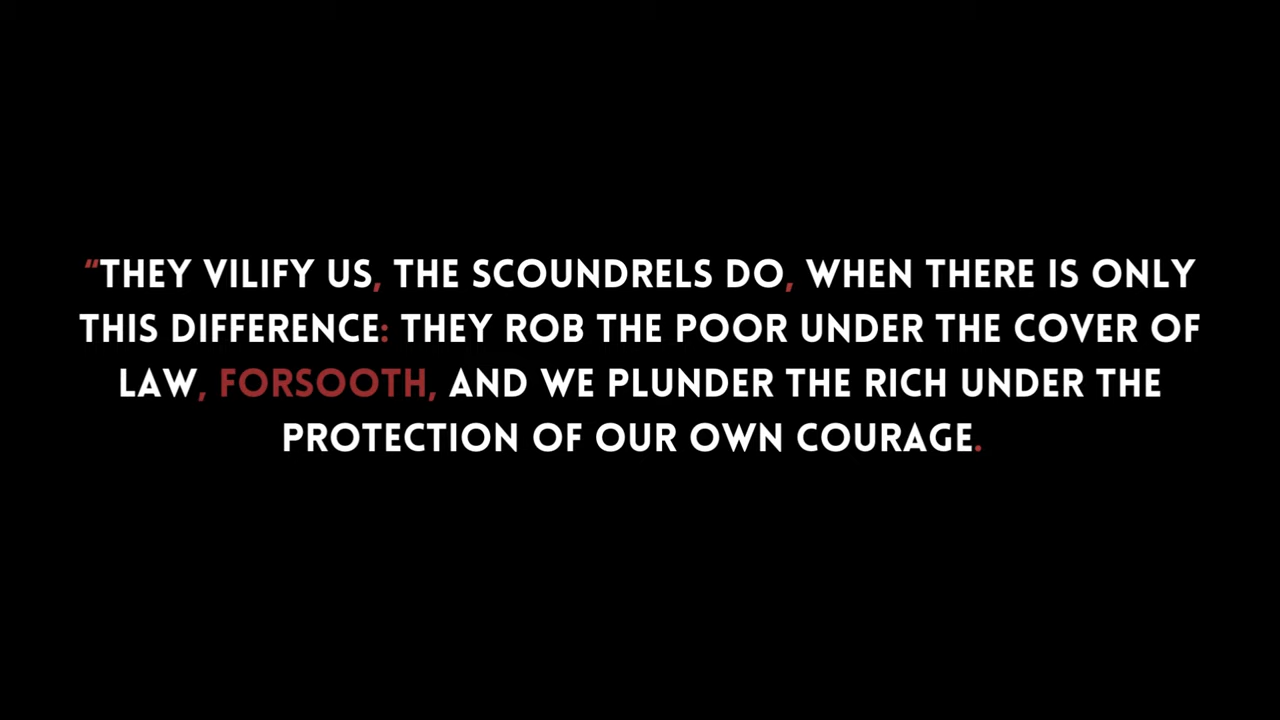 “THEY VILIFY US, THE SCOUNDRELS DO, WHEN THERE IS ONLY
THIS DIFFERENCE: THEY ROB THE POOR UNDER THE COVER OF
LAW, FORSOOTH, AND WE PLUNDER THE RICH UNDER THE
PROTECTION OF OUR OWN COURAGE.